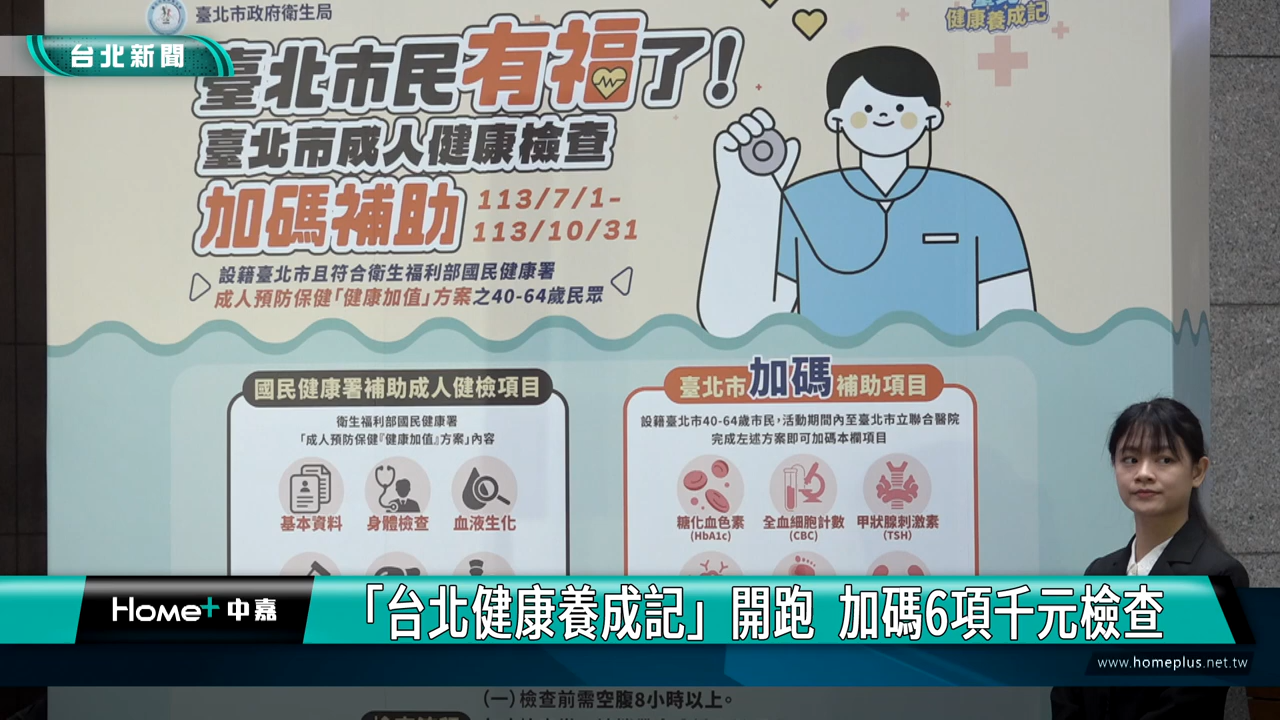 臺北市政府衛生局
健康養成記
台北新聞
臺北市民有福了!
臺北市成人健康檢查
加碼補助
113/7/1-
113/10/31
設籍臺北市且符合衛生福利部國民健康署
成人預防保健「健康加值」方案之40-64歲民眾
國民健康署補助成人健檢項目
衛生福利部國民健康署
「成人預防保健『健康加值』方案」內容
基本資料
身體檢查
血液生化
臺北市加碼補助項目
設籍臺北市40-64歲市民,活動期間內至臺北市立聯合醫院
完成左述方案即可加碼本欄項目
糖化血色素
(HbA1c)
全血細胞計數
(CBC)
甲狀腺刺激素
(TSH)
Home+中嘉
「台北健康養成記」開跑 加碼6項千元檢查
www.homeplus.net.tw
(一)檢查前需空腹8小時以上。